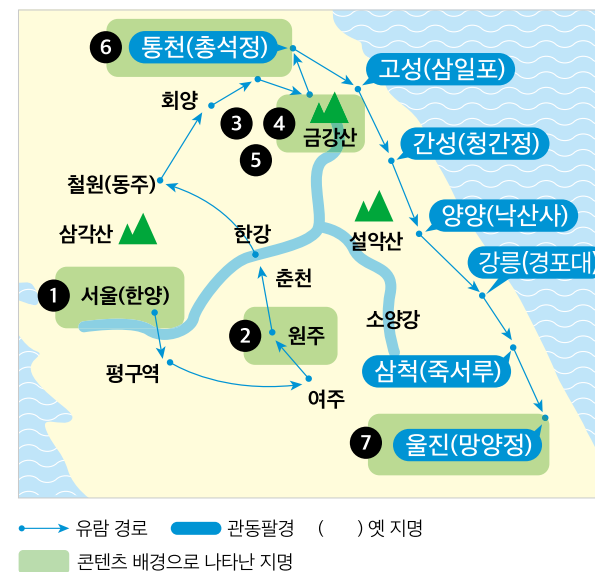 6 통천(총석정)
고성(삼일포)
회양
3 4
금강산
간성(청간정)
5
철원(동주)
양양(낙산사)
삼각산
한강
설악산
강릉(경포대)
춘천
1 서울(한양)
소양강
2 원주
평구역
삼척(죽서루)
여주
7 울진(망양정)
유람 경로 관동팔경 ( ) 옛 지명
콘텐츠 배경으로 나타난 지명